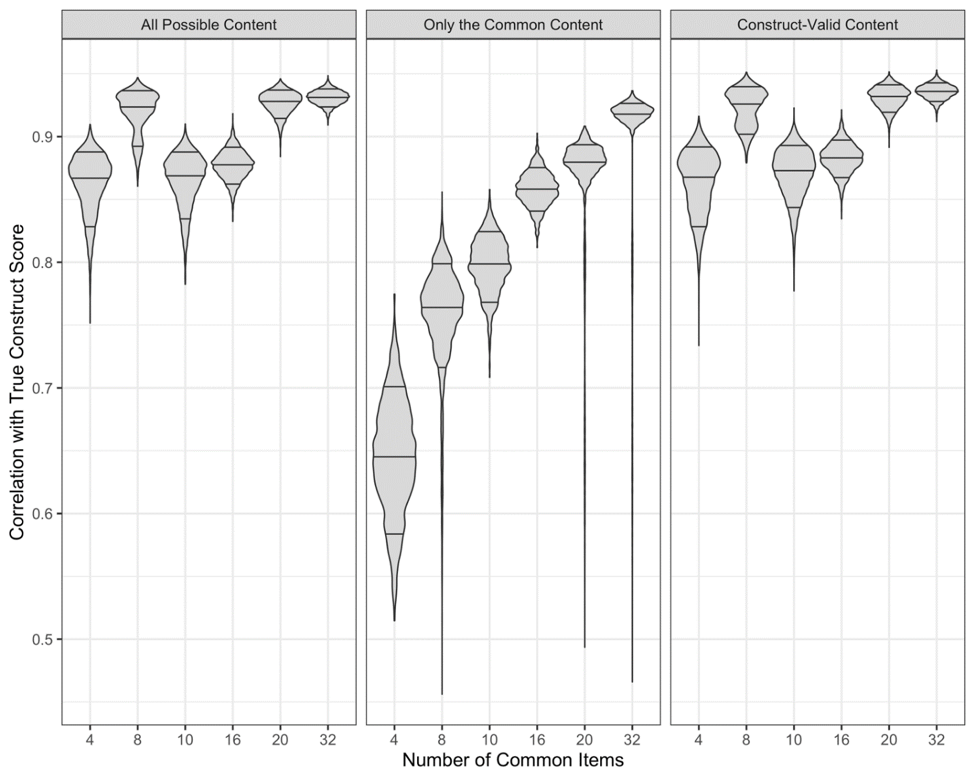 All Possible Content
Only the Common Content
Construct-Valid Content
Correlation with True Construct Score
0.9
0.8
0.7
0.6
0.5
4 8 10 16 20 32
4 8 10 16 20 32
4 8 10 16 20 32
Number of Common Items